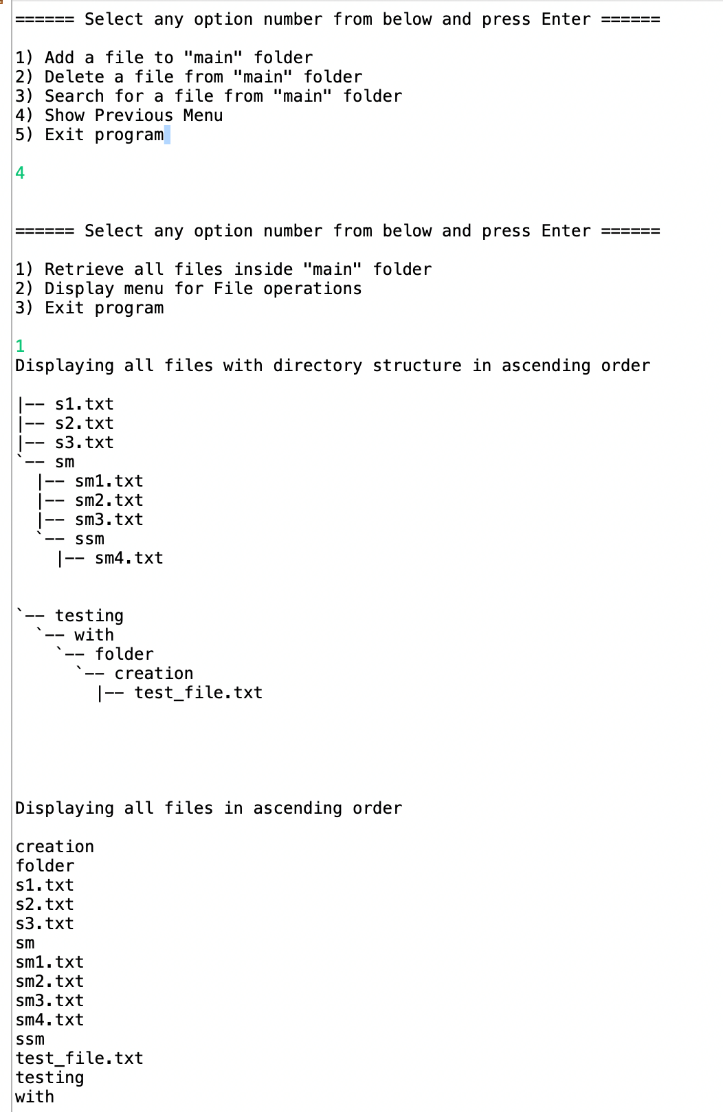 ====== Select any option number from below and press Enter ======
1) Add a file to "main" folder
2) Delete a file from "main" folder
3) Search for a file from "main" folder
4) Show Previous Menu
5) Exit program
4
====== Select any option number from below and press Enter ======
1) Retrieve all files inside "main" folder
2) Display menu for File operations
3) Exit program
1
Displaying all files with directory structure in ascending order
|-- s1.txt
|-- s2.txt
|-- s3.txt
`-- sm
  |-- sm1.txt
  |-- sm2.txt
  |-- sm3.txt
  `-- ssm
    |-- sm4.txt
`-- testing
  `-- with
    `-- folder
      `-- creation
        |-- test_file.txt
Displaying all files in ascending order
creation
folder
s1.txt
s2.txt
s3.txt
sm
sm1.txt
sm2.txt
sm3.txt
sm4.txt
ssm
test_file.txt
testing
with